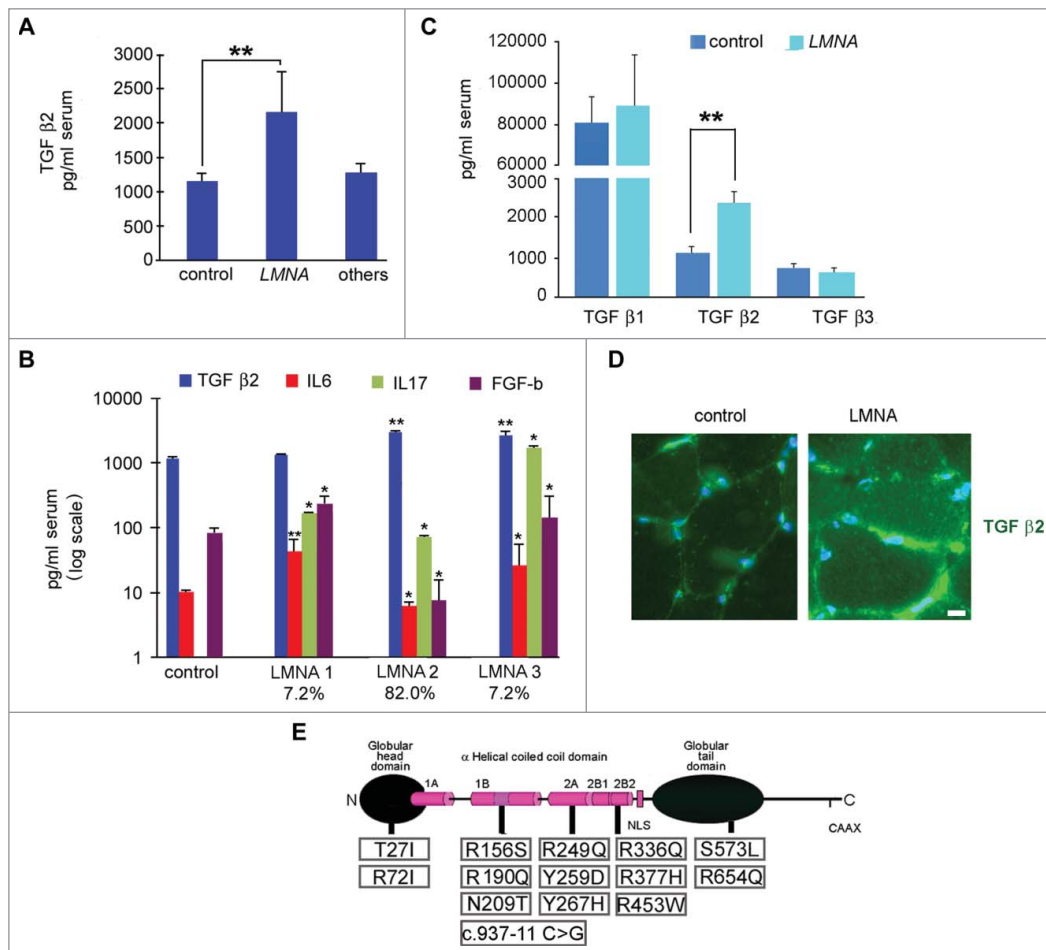 A
**
3000
2500
2000
1500
1000
500
0
TGF β2
pg/ml serum
control LMNA others
C
control LMNA
120000
100000
80000
60000
3000
2000
1000
0
pg/ml serum
**
TGF β1 TGF β2 TGF β3
B
TGF β2 IL6 IL17 FGF-b
10000
1000
100
10
1
pg/ml serum
(log scale)
** * *
** * * *
** * * *
control LMNA 1 LMNA 2 LMNA 3
7.2% 82.0% 7.2%
D
control LMNA
TGF β2
E
Globular
head
domain
α Helical coiled coil domain
Globular
tail
domain
1A 1B 2A 2B1 2B2
N C
NLS CAAX
T27I R156S R249Q R336Q S573L
R72I R190Q Y259D R377H R654Q
N209T Y267H R453W
c.937-11 C>G